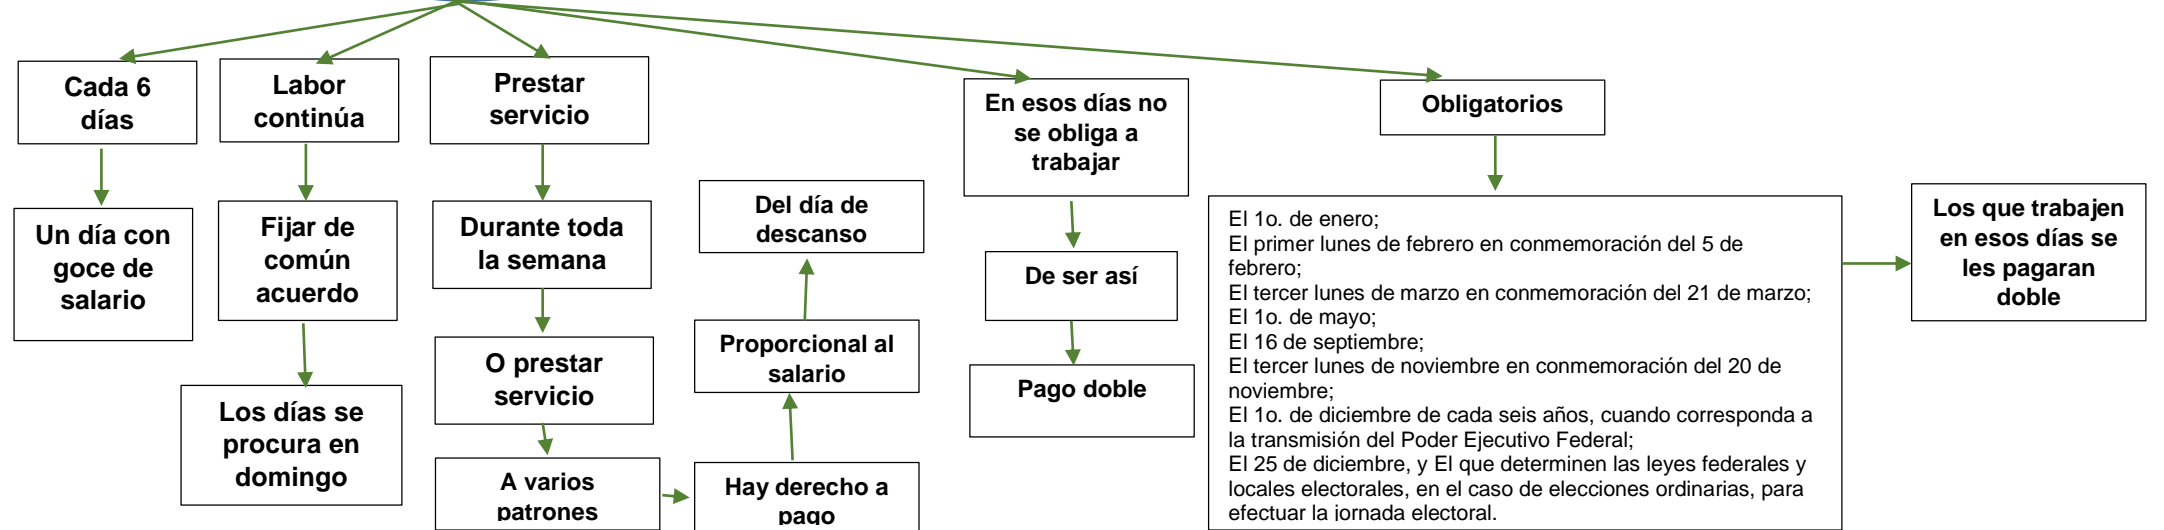 Cada 6
días
Un día con
goce de
salario
Labor
continúa
Fijar de
común
acuerdo
Los días se
procura en
domingo
Prestar
servicio
Durante toda
la semana
O prestar
servicio
A varios
patrones
Hay derecho a
pago
Proporcional al
salario
Del día de
descanso
En esos días no
se obliga a
trabajar
De ser así
Pago doble
Obligatorios
El 1o. de enero;
El primer lunes de febrero en conmemoración del 5 de
febrero;
El tercer lunes de marzo en conmemoración del 21 de marzo;
El 1o. de mayo;
El 16 de septiembre;
El tercer lunes de noviembre en conmemoración del 20 de
noviembre;
El 1o. de diciembre de cada seis años, cuando corresponda a
la transmisión del Poder Ejecutivo Federal;
El 25 de diciembre, y El que determinen las leyes federales y
locales electorales, en el caso de elecciones ordinarias, para
efectuar la jornada electoral.
Los que trabajen
en esos días se
les pagaran
doble